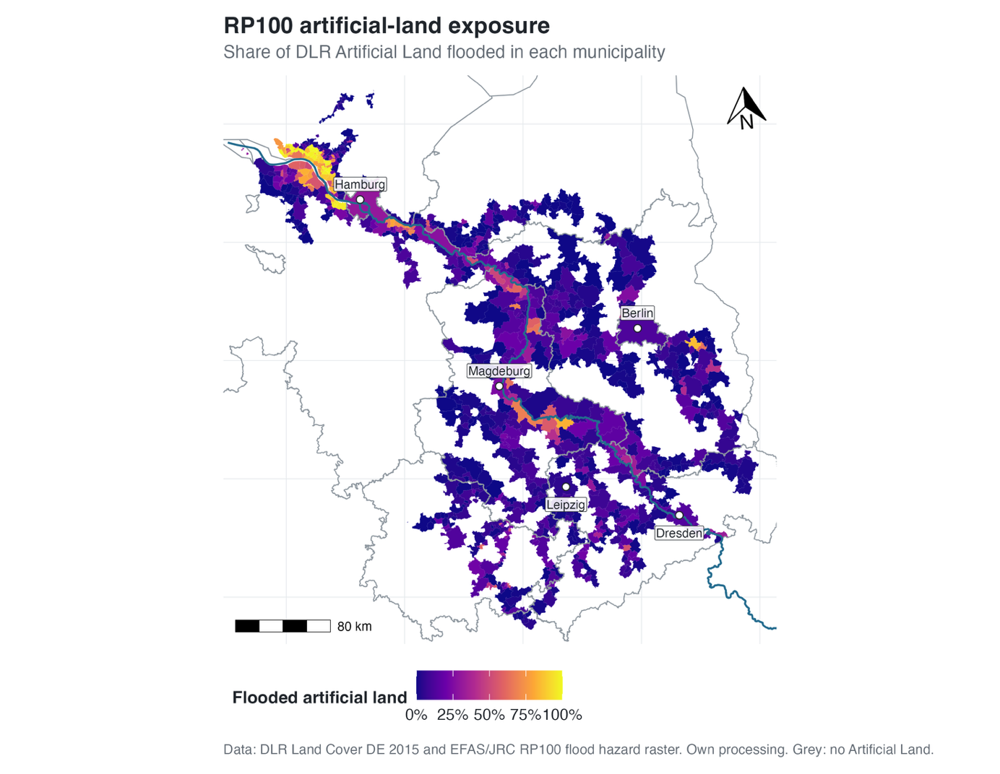 RP100 artificial-land exposure
Share of DLR Artificial Land flooded in each municipality
N
Hamburg
Berlin
Magdeburg
Leipzig
Dresden
80 km
Flooded artificial land
0% 25% 50% 75% 100%
Data: DLR Land Cover DE 2015 and EFAS/JRC RP100 flood hazard raster. Own processing. Grey: no Artificial Land.